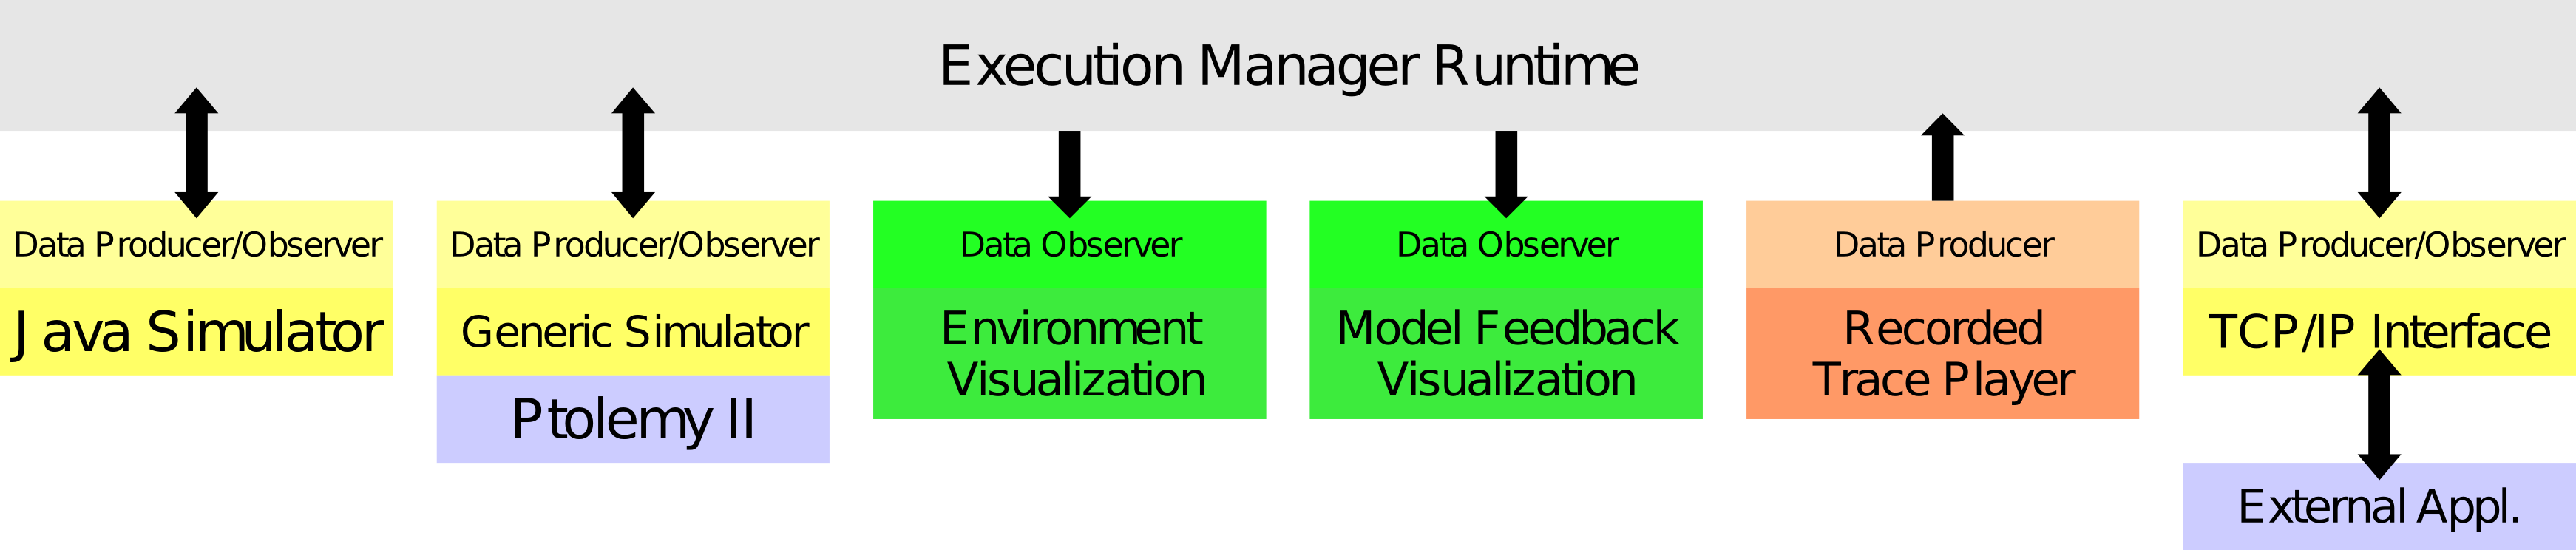 Execution Manager Runtime
Data Producer/Observer
Java Simulator
Data Producer/Observer
Generic Simulator
Ptolemy II
Data Observer
Environment
Visualization
Data Observer
Model Feedback
Visualization
Data Producer
Recorded
Trace Player
Data Producer/Observer
TCP/IP Interface
External Appl.